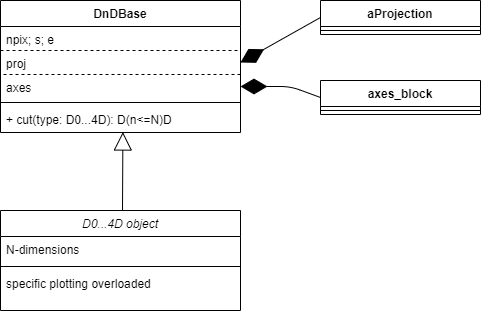 DnDBase
npix; s; e
proj
axes
+ cut(type: D0...4D): D(n<=N)D
aProjection
axes_block
D0...4D object
N-dimensions
specific plotting overloaded